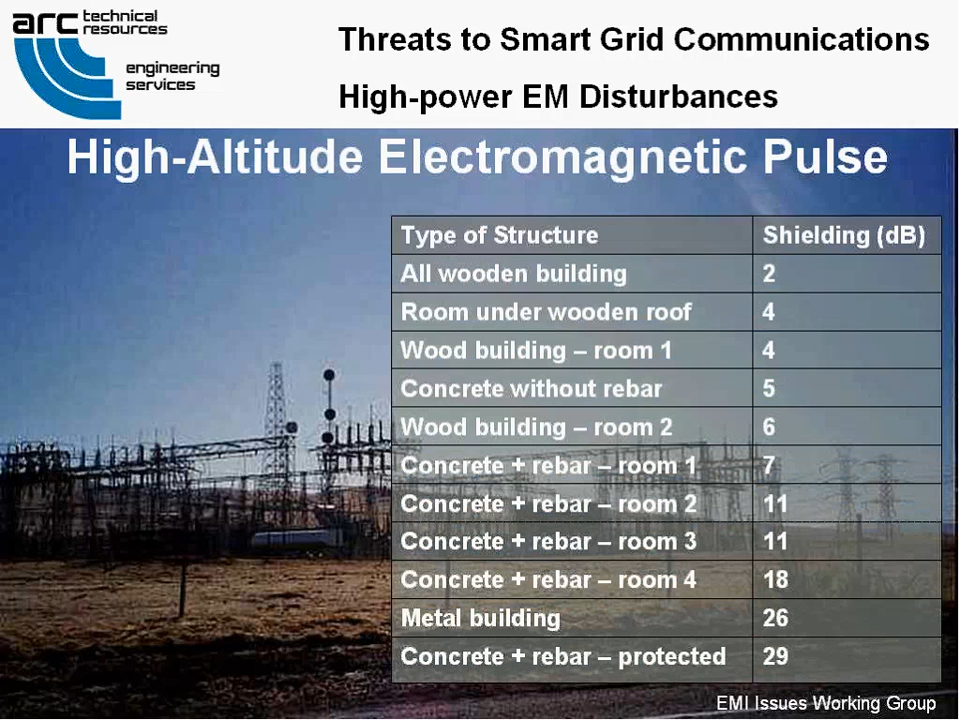 arc technical resources
engineering services
Threats to Smart Grid Communications
High-power EM Disturbances
High-Altitude Electromagnetic Pulse
Type of Structure Shielding (dB)
All wooden building 2
Room under wooden roof 4
Wood building – room 1 4
Concrete without rebar 5
Wood building – room 2 6
Concrete + rebar – room 1 7
Concrete + rebar – room 2 11
Concrete + rebar – room 3 11
Concrete + rebar – room 4 18
Metal building 26
Concrete + rebar – protected 29
EMI Issues Working Group